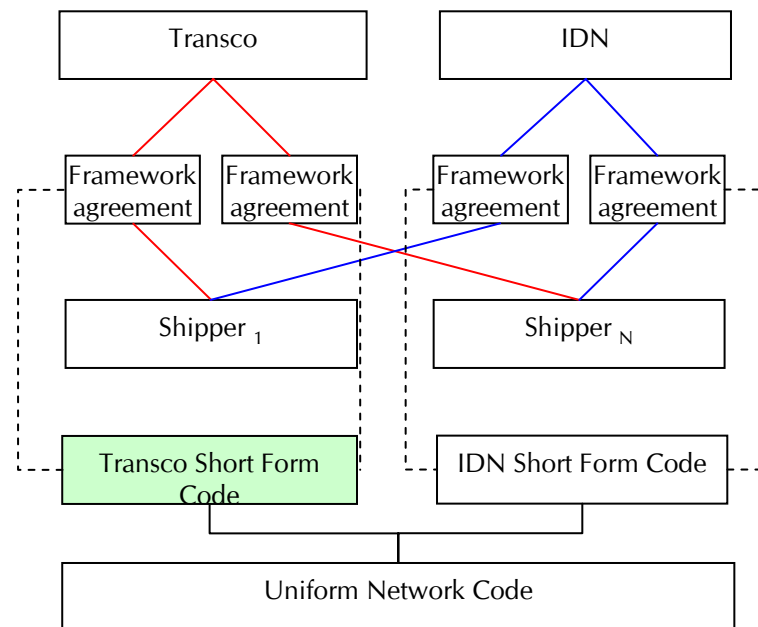 Transco
IDN
Framework
agreement
Framework
agreement
Framework
agreement
Framework
agreement
Shipper 1
Shipper N
Transco Short Form
Code
IDN Short Form Code
Uniform Network Code